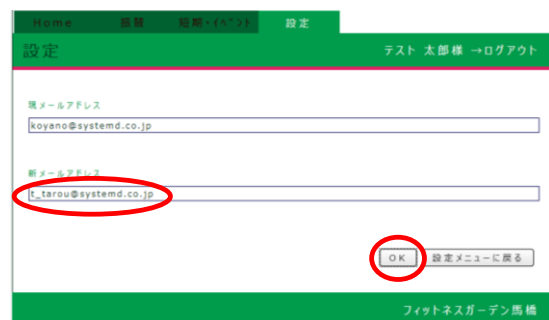 Home 振替 短期・ｲﾍﾞﾝﾄ 設定
設定 テスト 太郎様 →ログアウト
現メールアドレス
koyano@systemd.co.jp
新メールアドレス
t_tarou@systemd.co.jp
OK 設定メニューに戻る
フィットネスガーデン馬橋